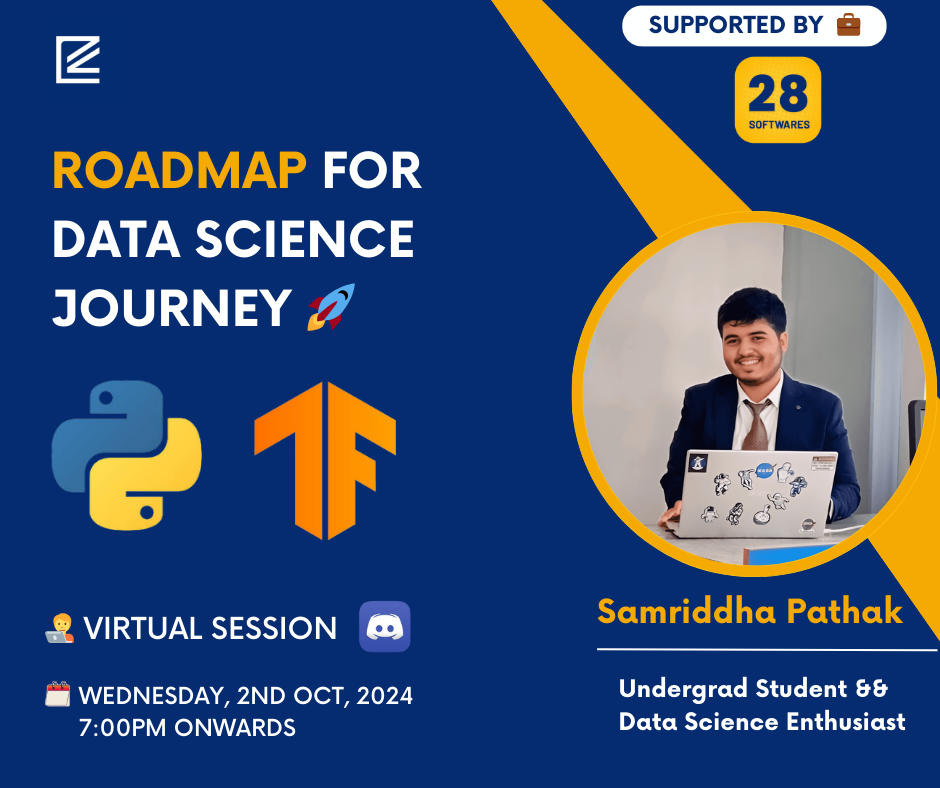 SUPPORTED BY
28
SOFTWARES
ROADMAP FOR
DATA SCIENCE
JOURNEY
NASA
VIRTUAL SESSION
WEDNESDAY, 2ND OCT, 2024
7:00PM ONWARDS
Samriddha Pathak
Undergrad Student &&
Data Science Enthusiast